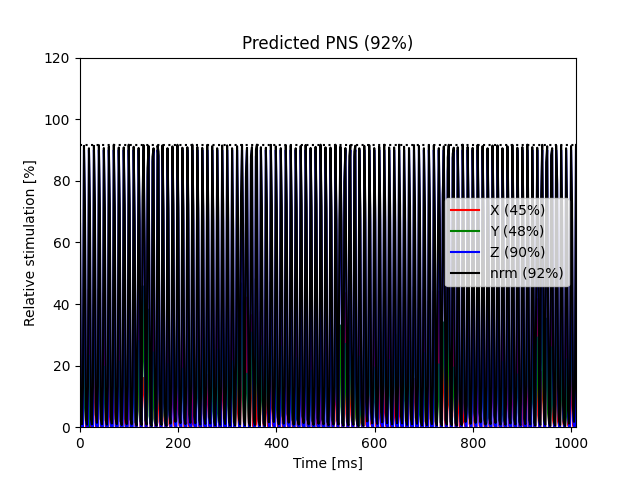 Predicted PNS (92%)
120
100
80
60
40
20
0
Relative stimulation [%]
X (45%)
Y (48%)
Z (90%)
nrm (92%)
0 200 400 600 800 1000
Time [ms]